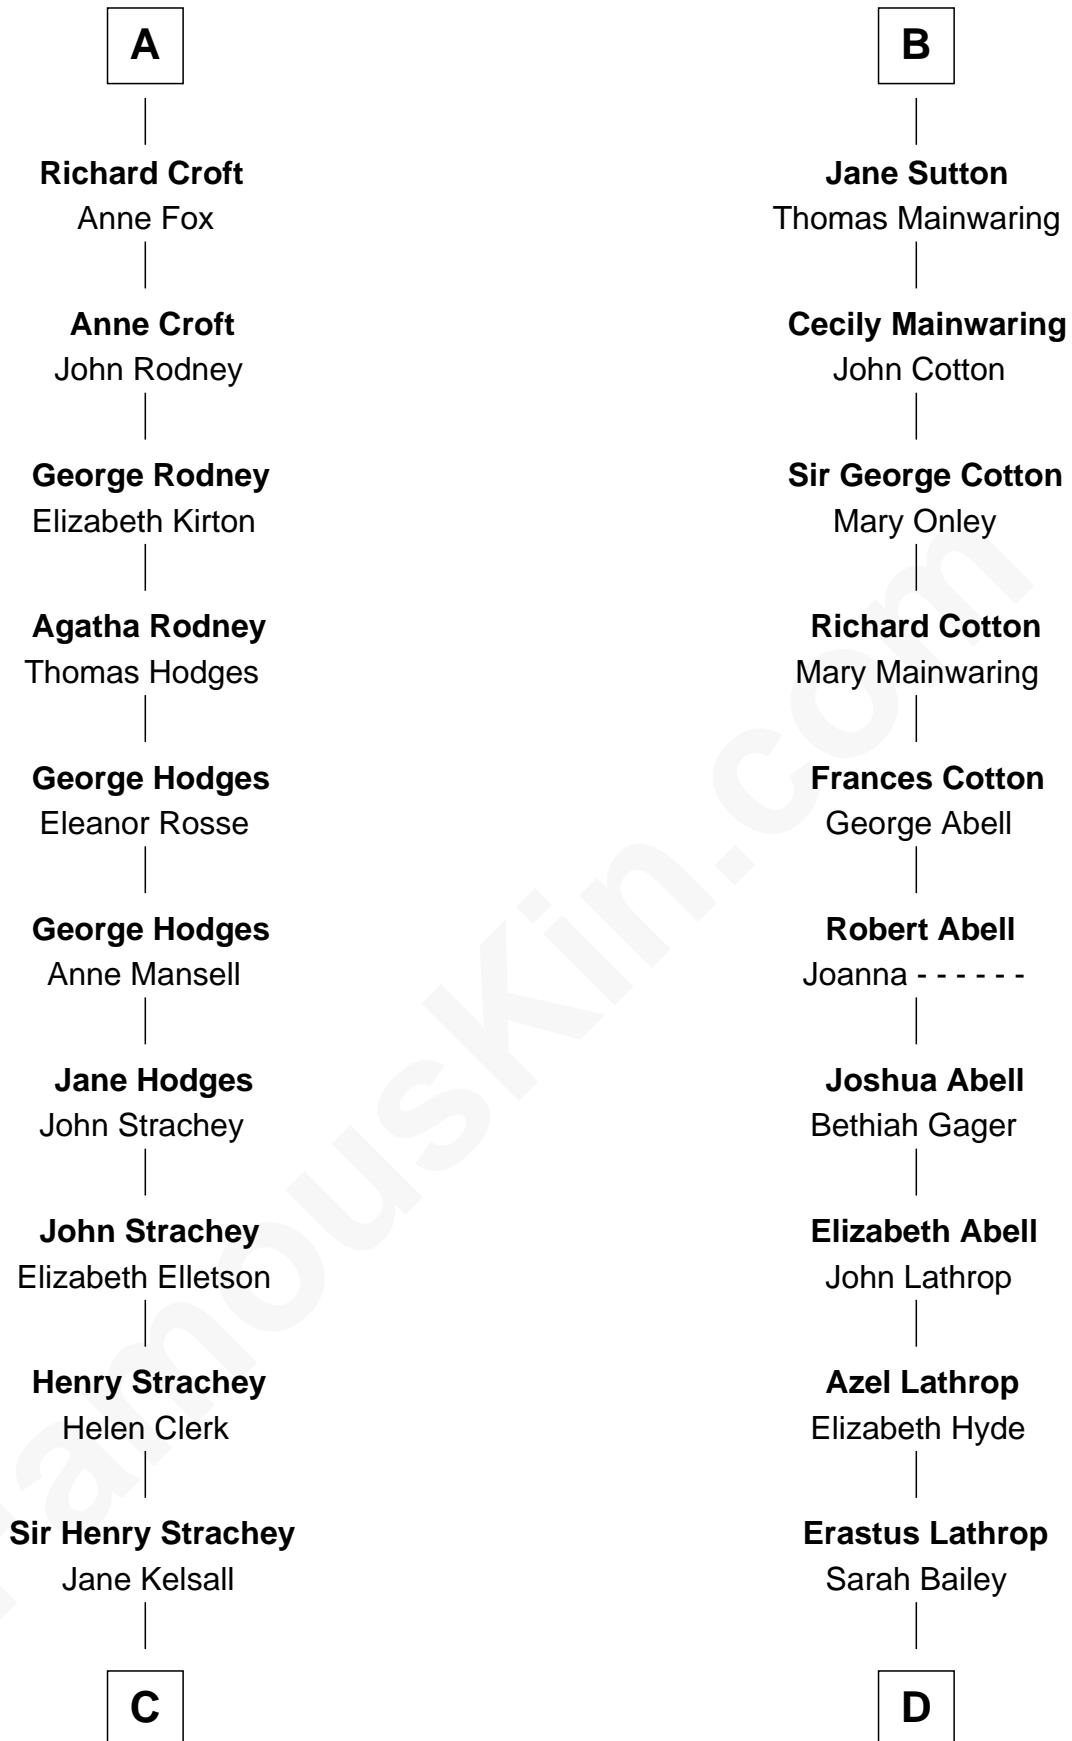 A
Richard Croft
Anne Fox
Anne Croft
John Rodney
George Rodney
Elizabeth Kirton
Agatha Rodney
Thomas Hodges
George Hodges
Eleanor Rosse
George Hodges
Anne Mansell
Jane Hodges
John Strachey
John Strachey
Elizabeth Elletson
Henry Strachey
Helen Clerk
Sir Henry Strachey
Jane Kelsall
C
B
Jane Sutton
Thomas Mainwaring
Cecily Mainwaring
John Cotton
Sir George Cotton
Mary Onley
Richard Cotton
Mary Mainwaring
Frances Cotton
George Abell
Robert Abell
Joanna - - - - - -
Joshua Abell
Bethiah Gager
Elizabeth Abell
John Lathrop
Azel Lathrop
Elizabeth Hyde
Erastus Lathrop
Sarah Bailey
D
FamousKin.com